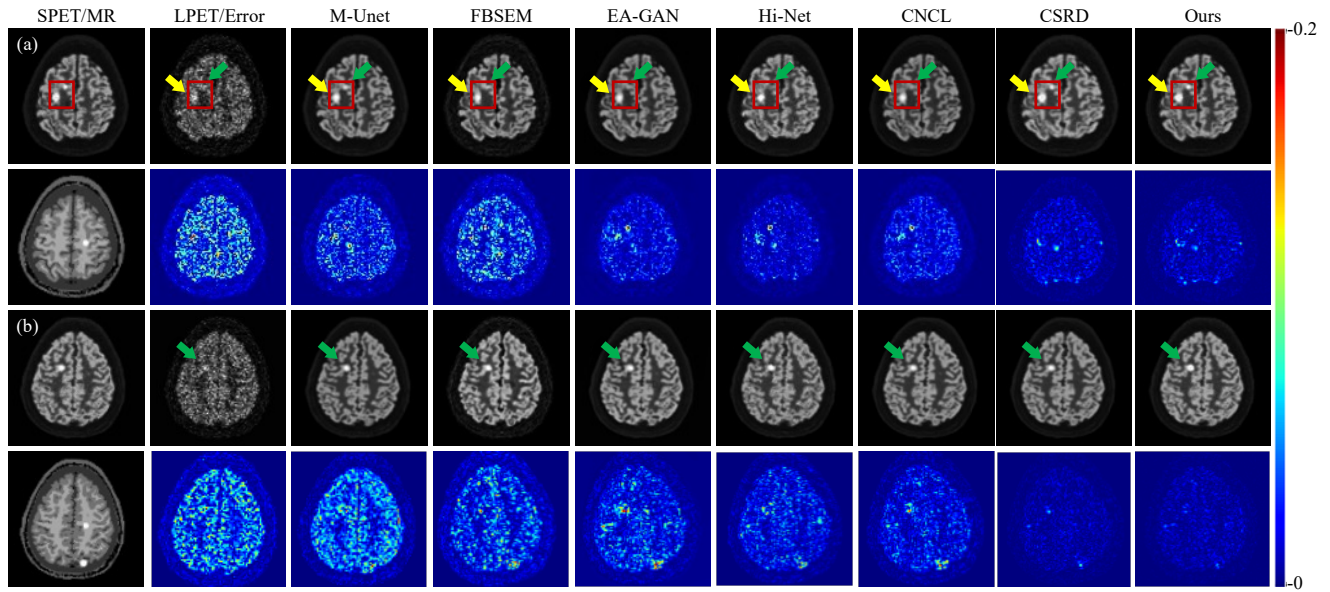 SPET/MR LPET/Error M-Unet FBSEM EA-GAN Hi-Net CNCL CSRD Ours
(a)
-0.2
(b)
-0